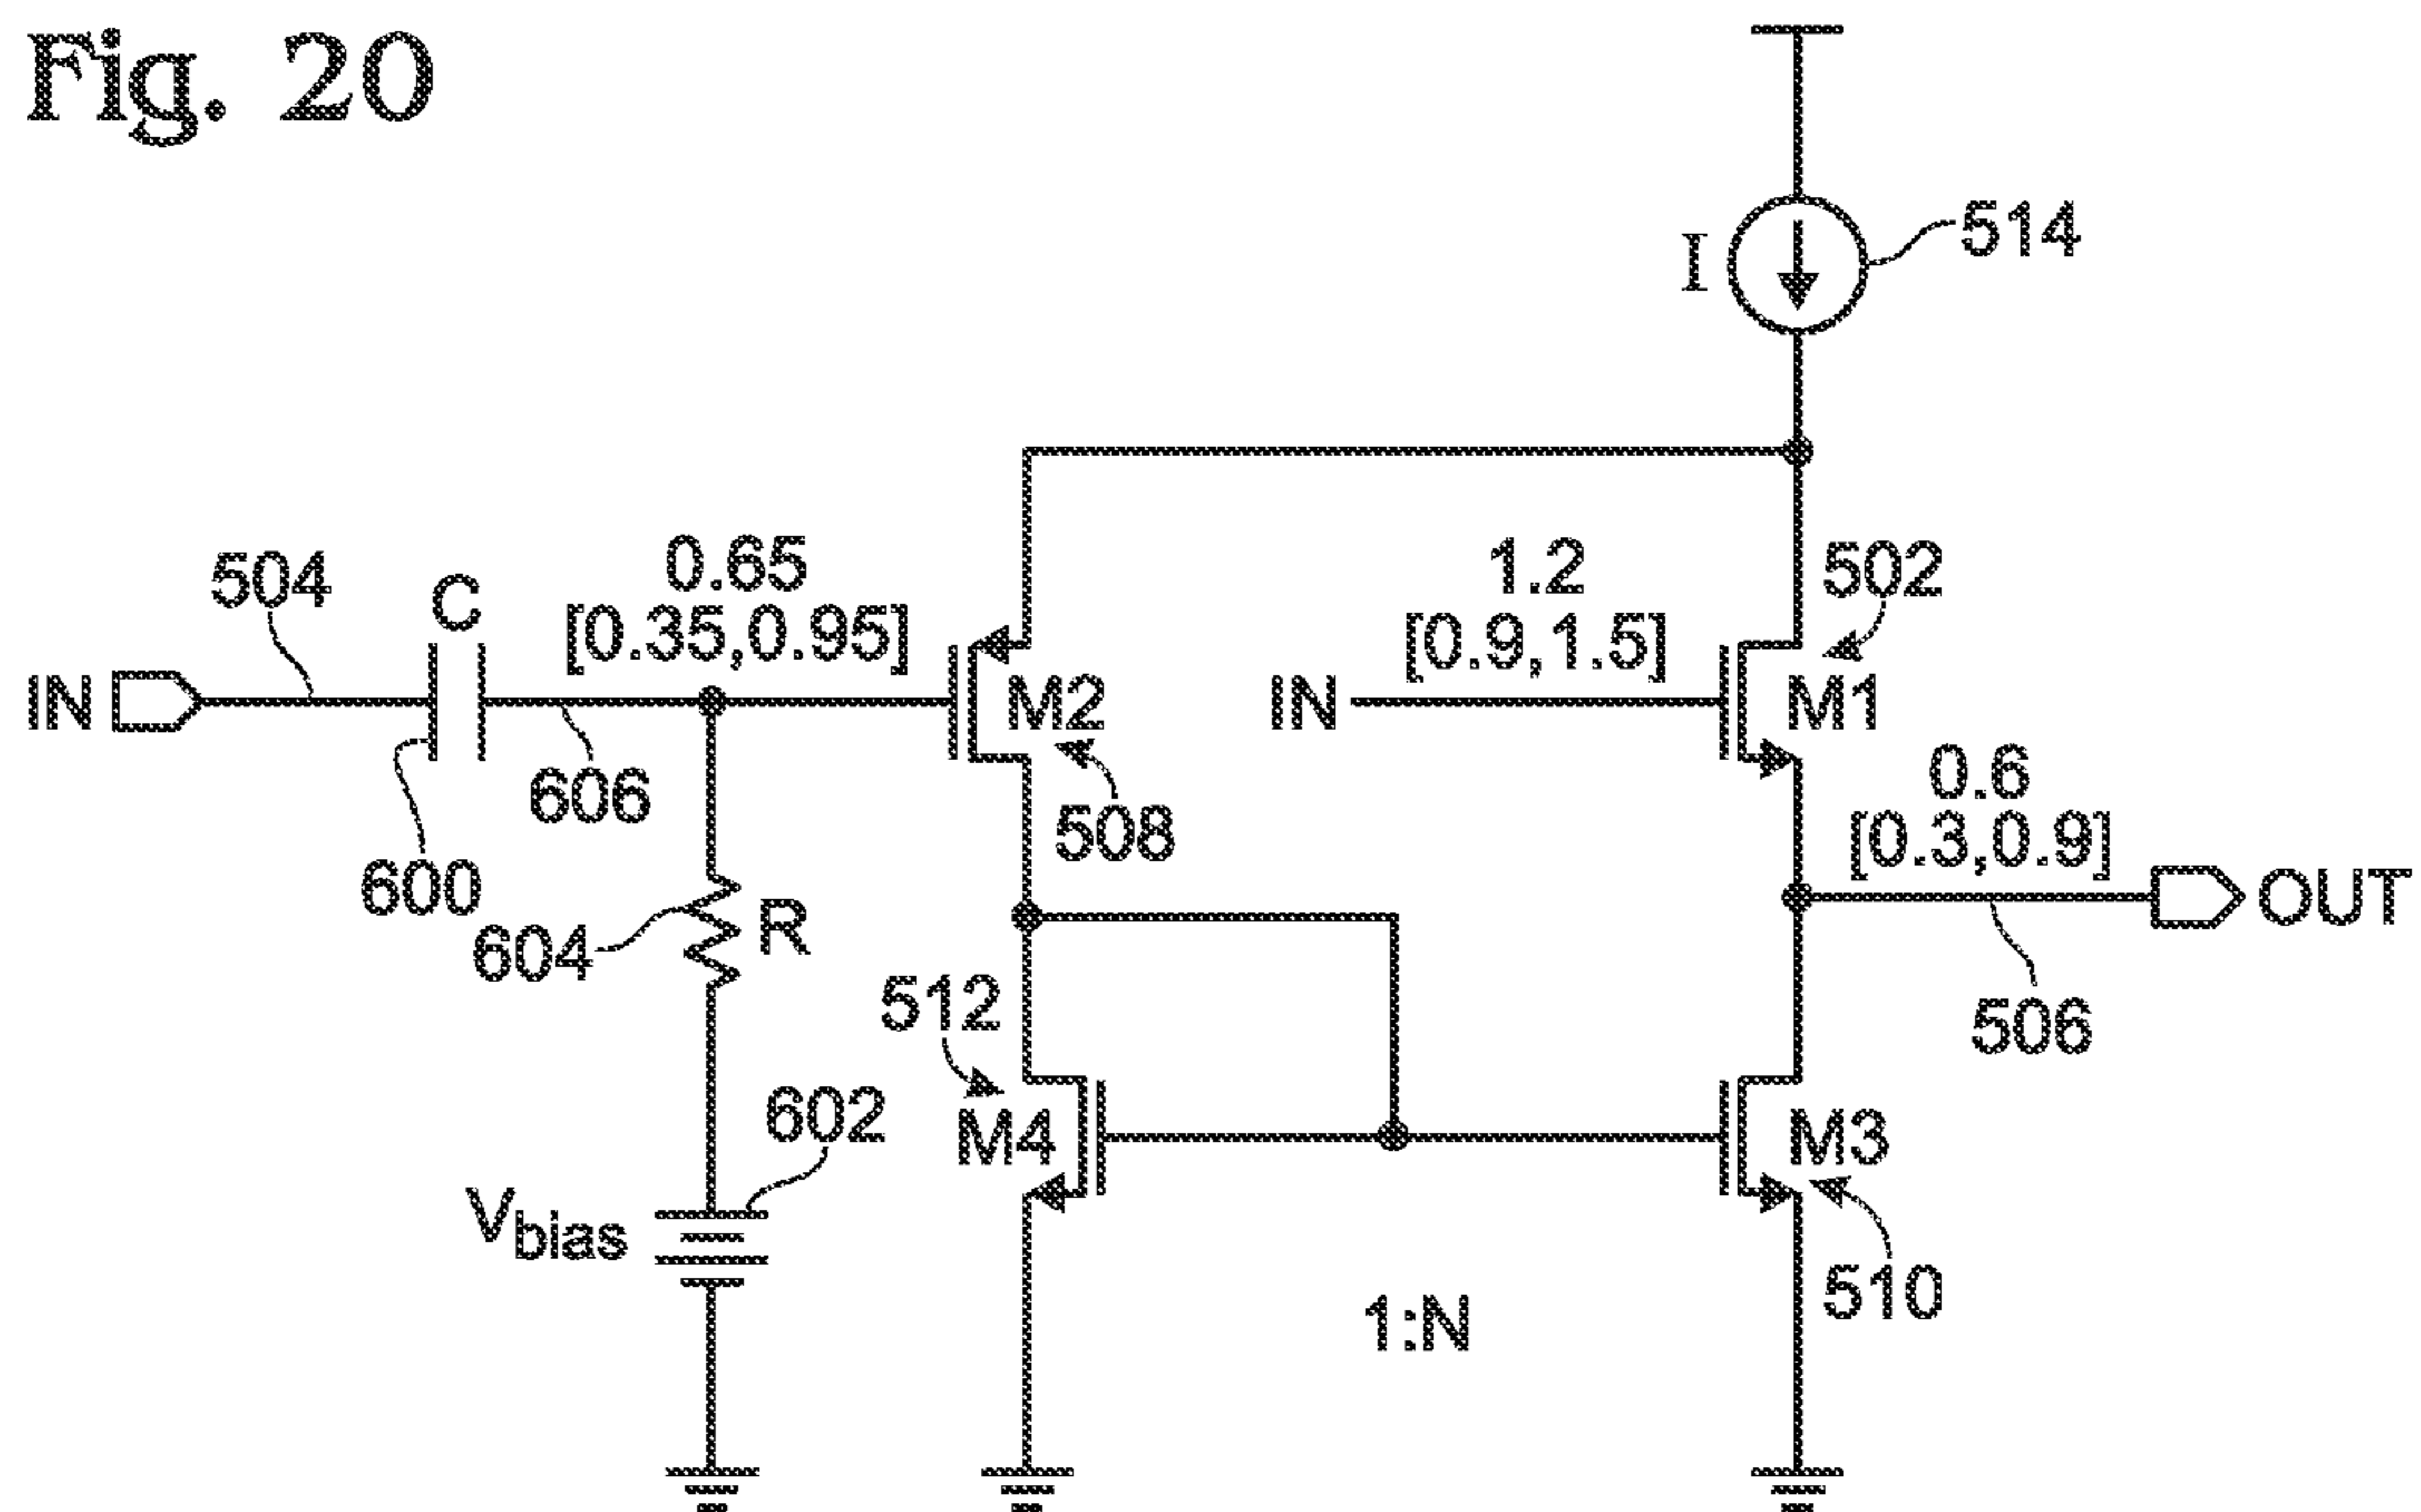 Fig. 20
I
514
504
C
0.65
[0.35,0.95]
1.2
[0.9,1.5]
502
IN
M2
IN
M1
600
606
508
0.6
[0.3,0.9]
OUT
604
R
512
506
602
M4
M3
Vbias
510
1:N